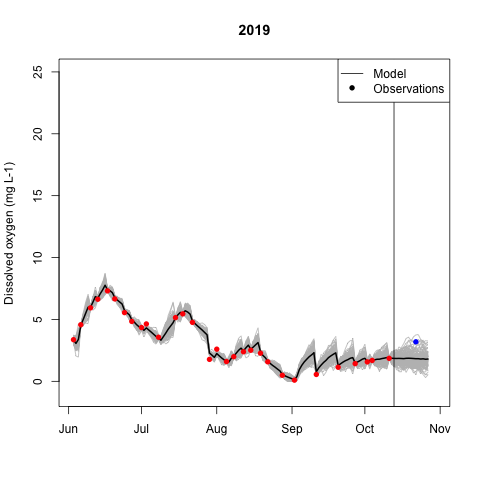 2019
Dissolved oxygen (mg L-1)
25
20
15
10
5
0
Model
Observations
Jun Jul Aug Sep Oct Nov